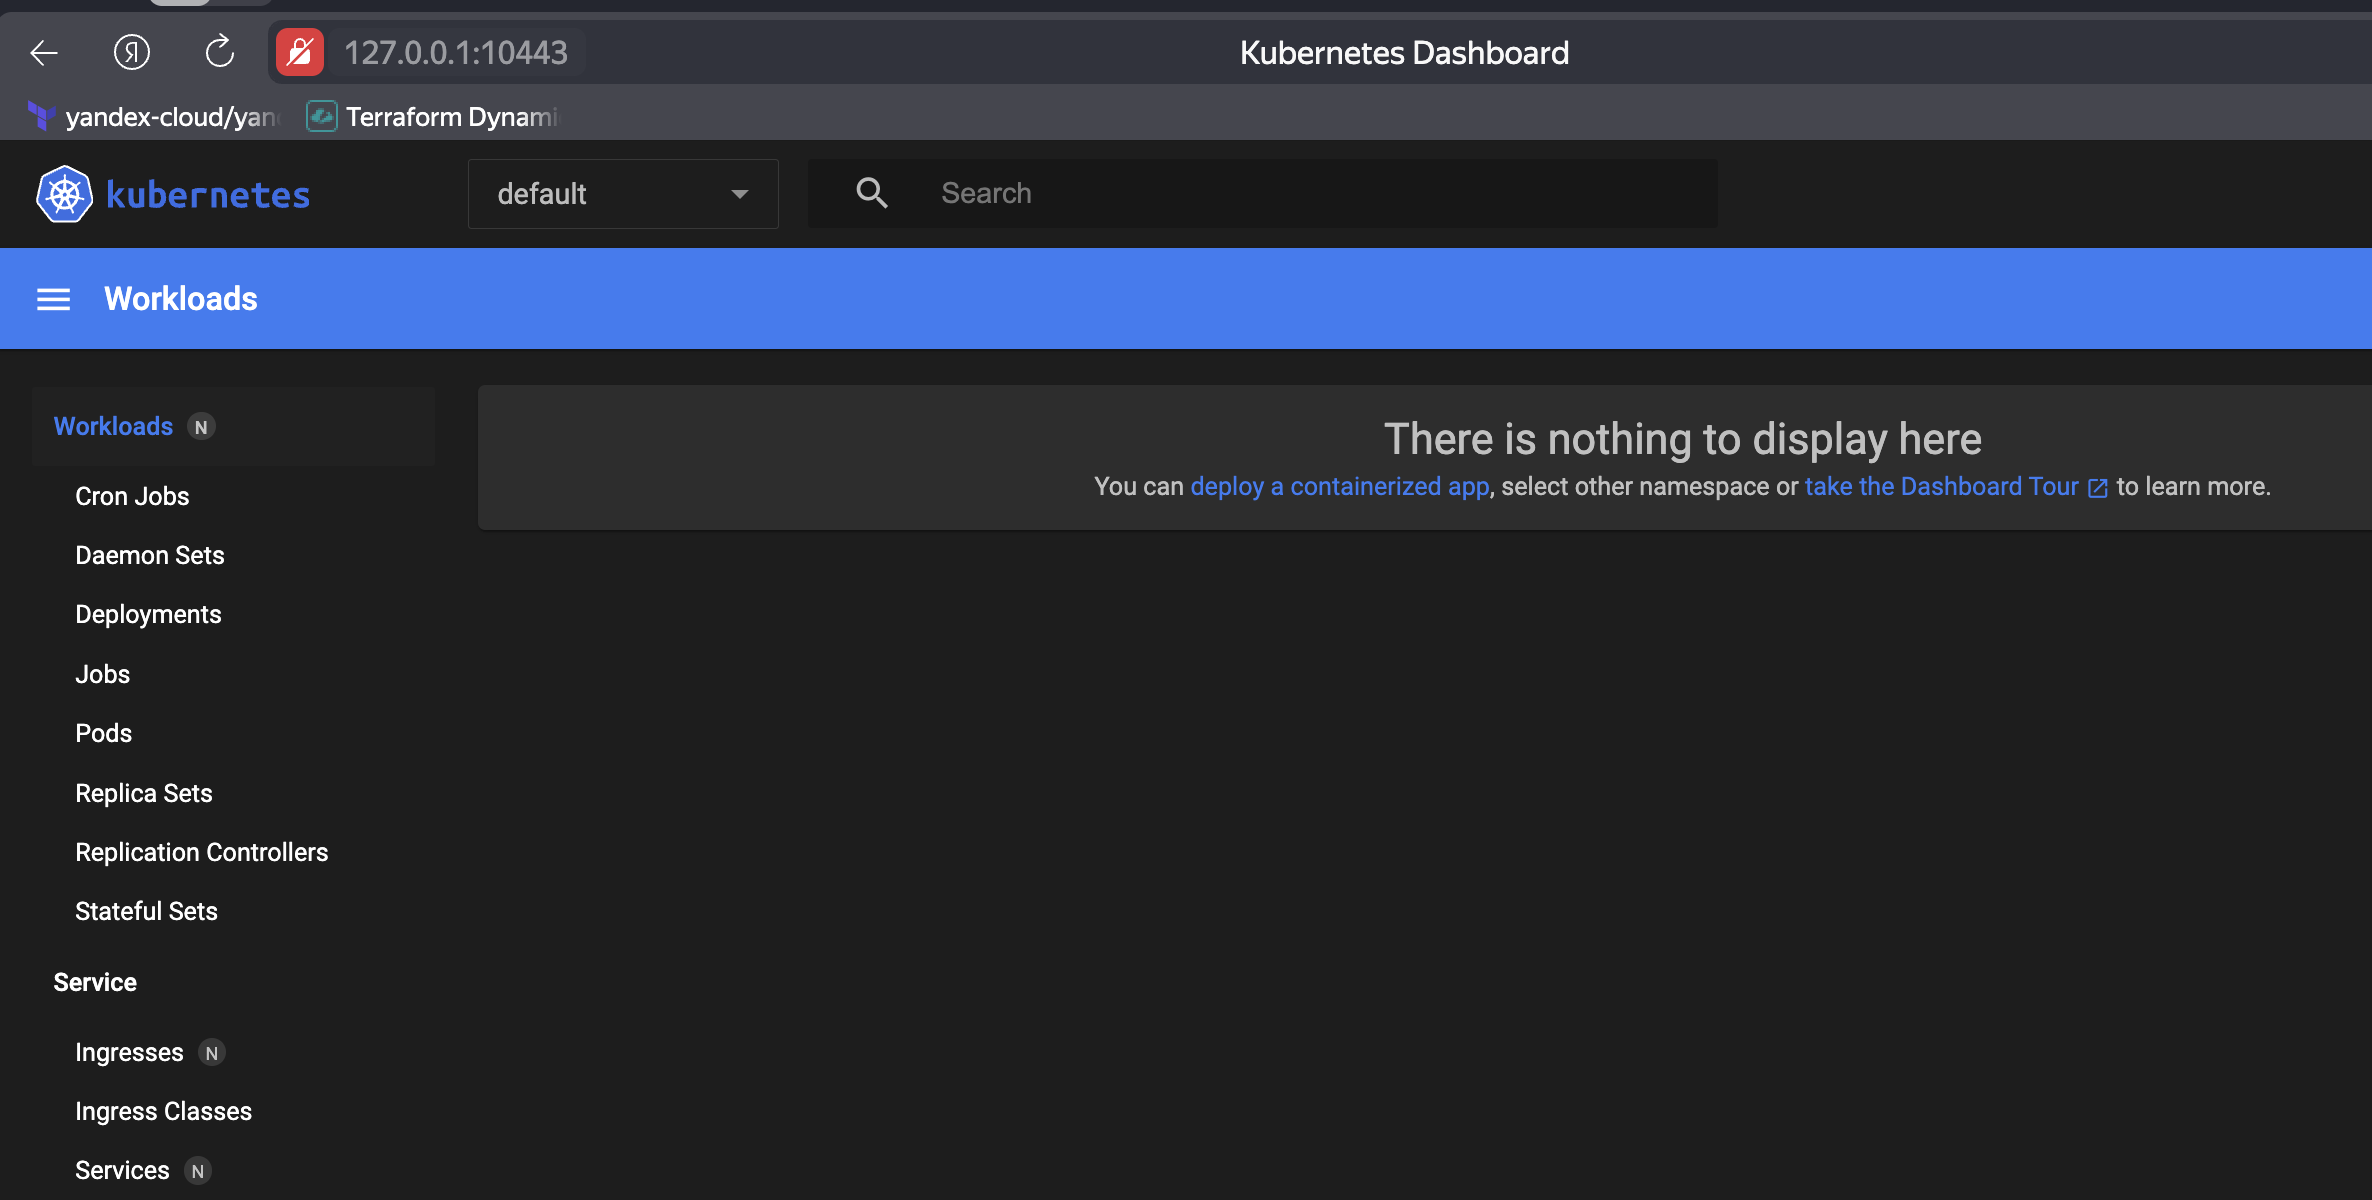 Я
127.0.0.1:10443
Kubernetes Dashboard
yandex-cloud/yan
Terraform Dynami
kubernetes
default
Search
Workloads
Workloads N
There is nothing to display here
You can deploy a containerized app, select other namespace or take the Dashboard Tour to learn more.
Cron Jobs
Daemon Sets
Deployments
Jobs
Pods
Replica Sets
Replication Controllers
Stateful Sets
Service
Ingresses N
Ingress Classes
Services N